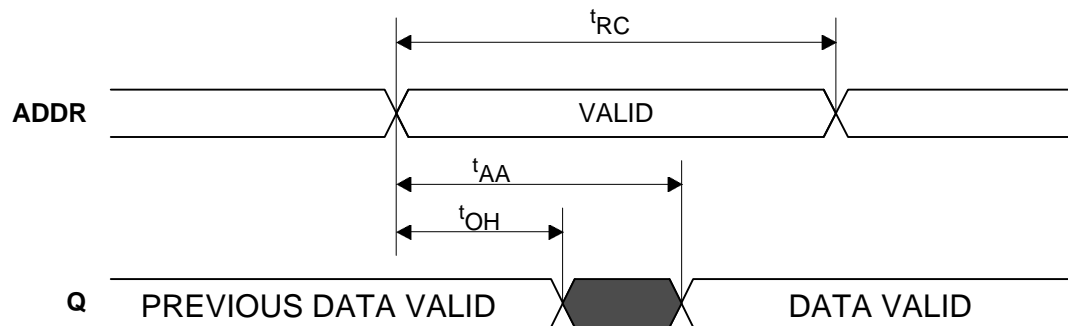 tRC
ADDR VALID
tAA
tOH
Q PREVIOUS DATA VALID DATA VALID